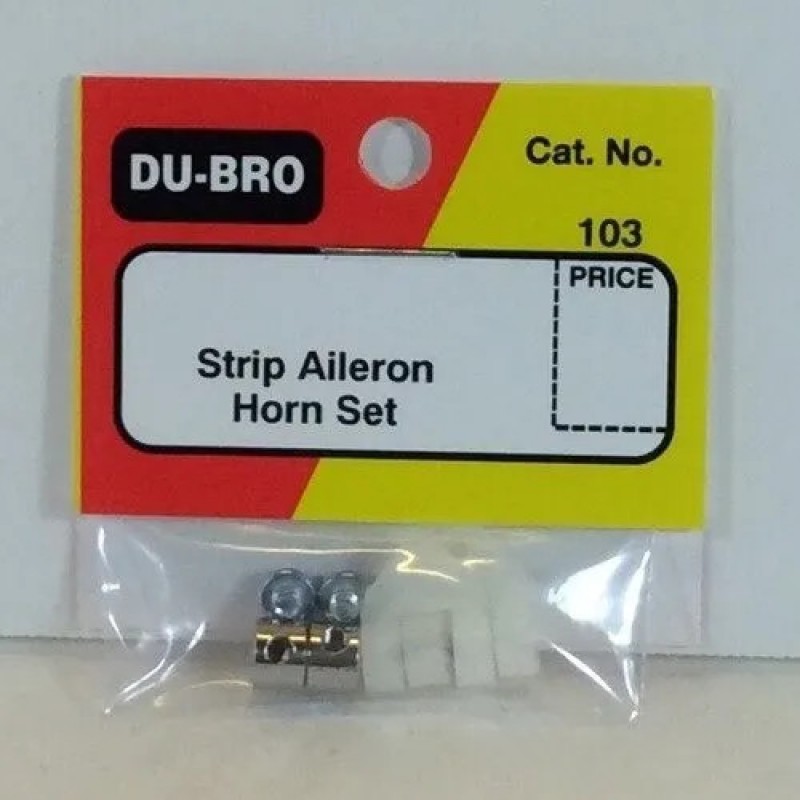 DU-BRO
Cat. No.
103
PRICE
Strip Aileron
Horn Set